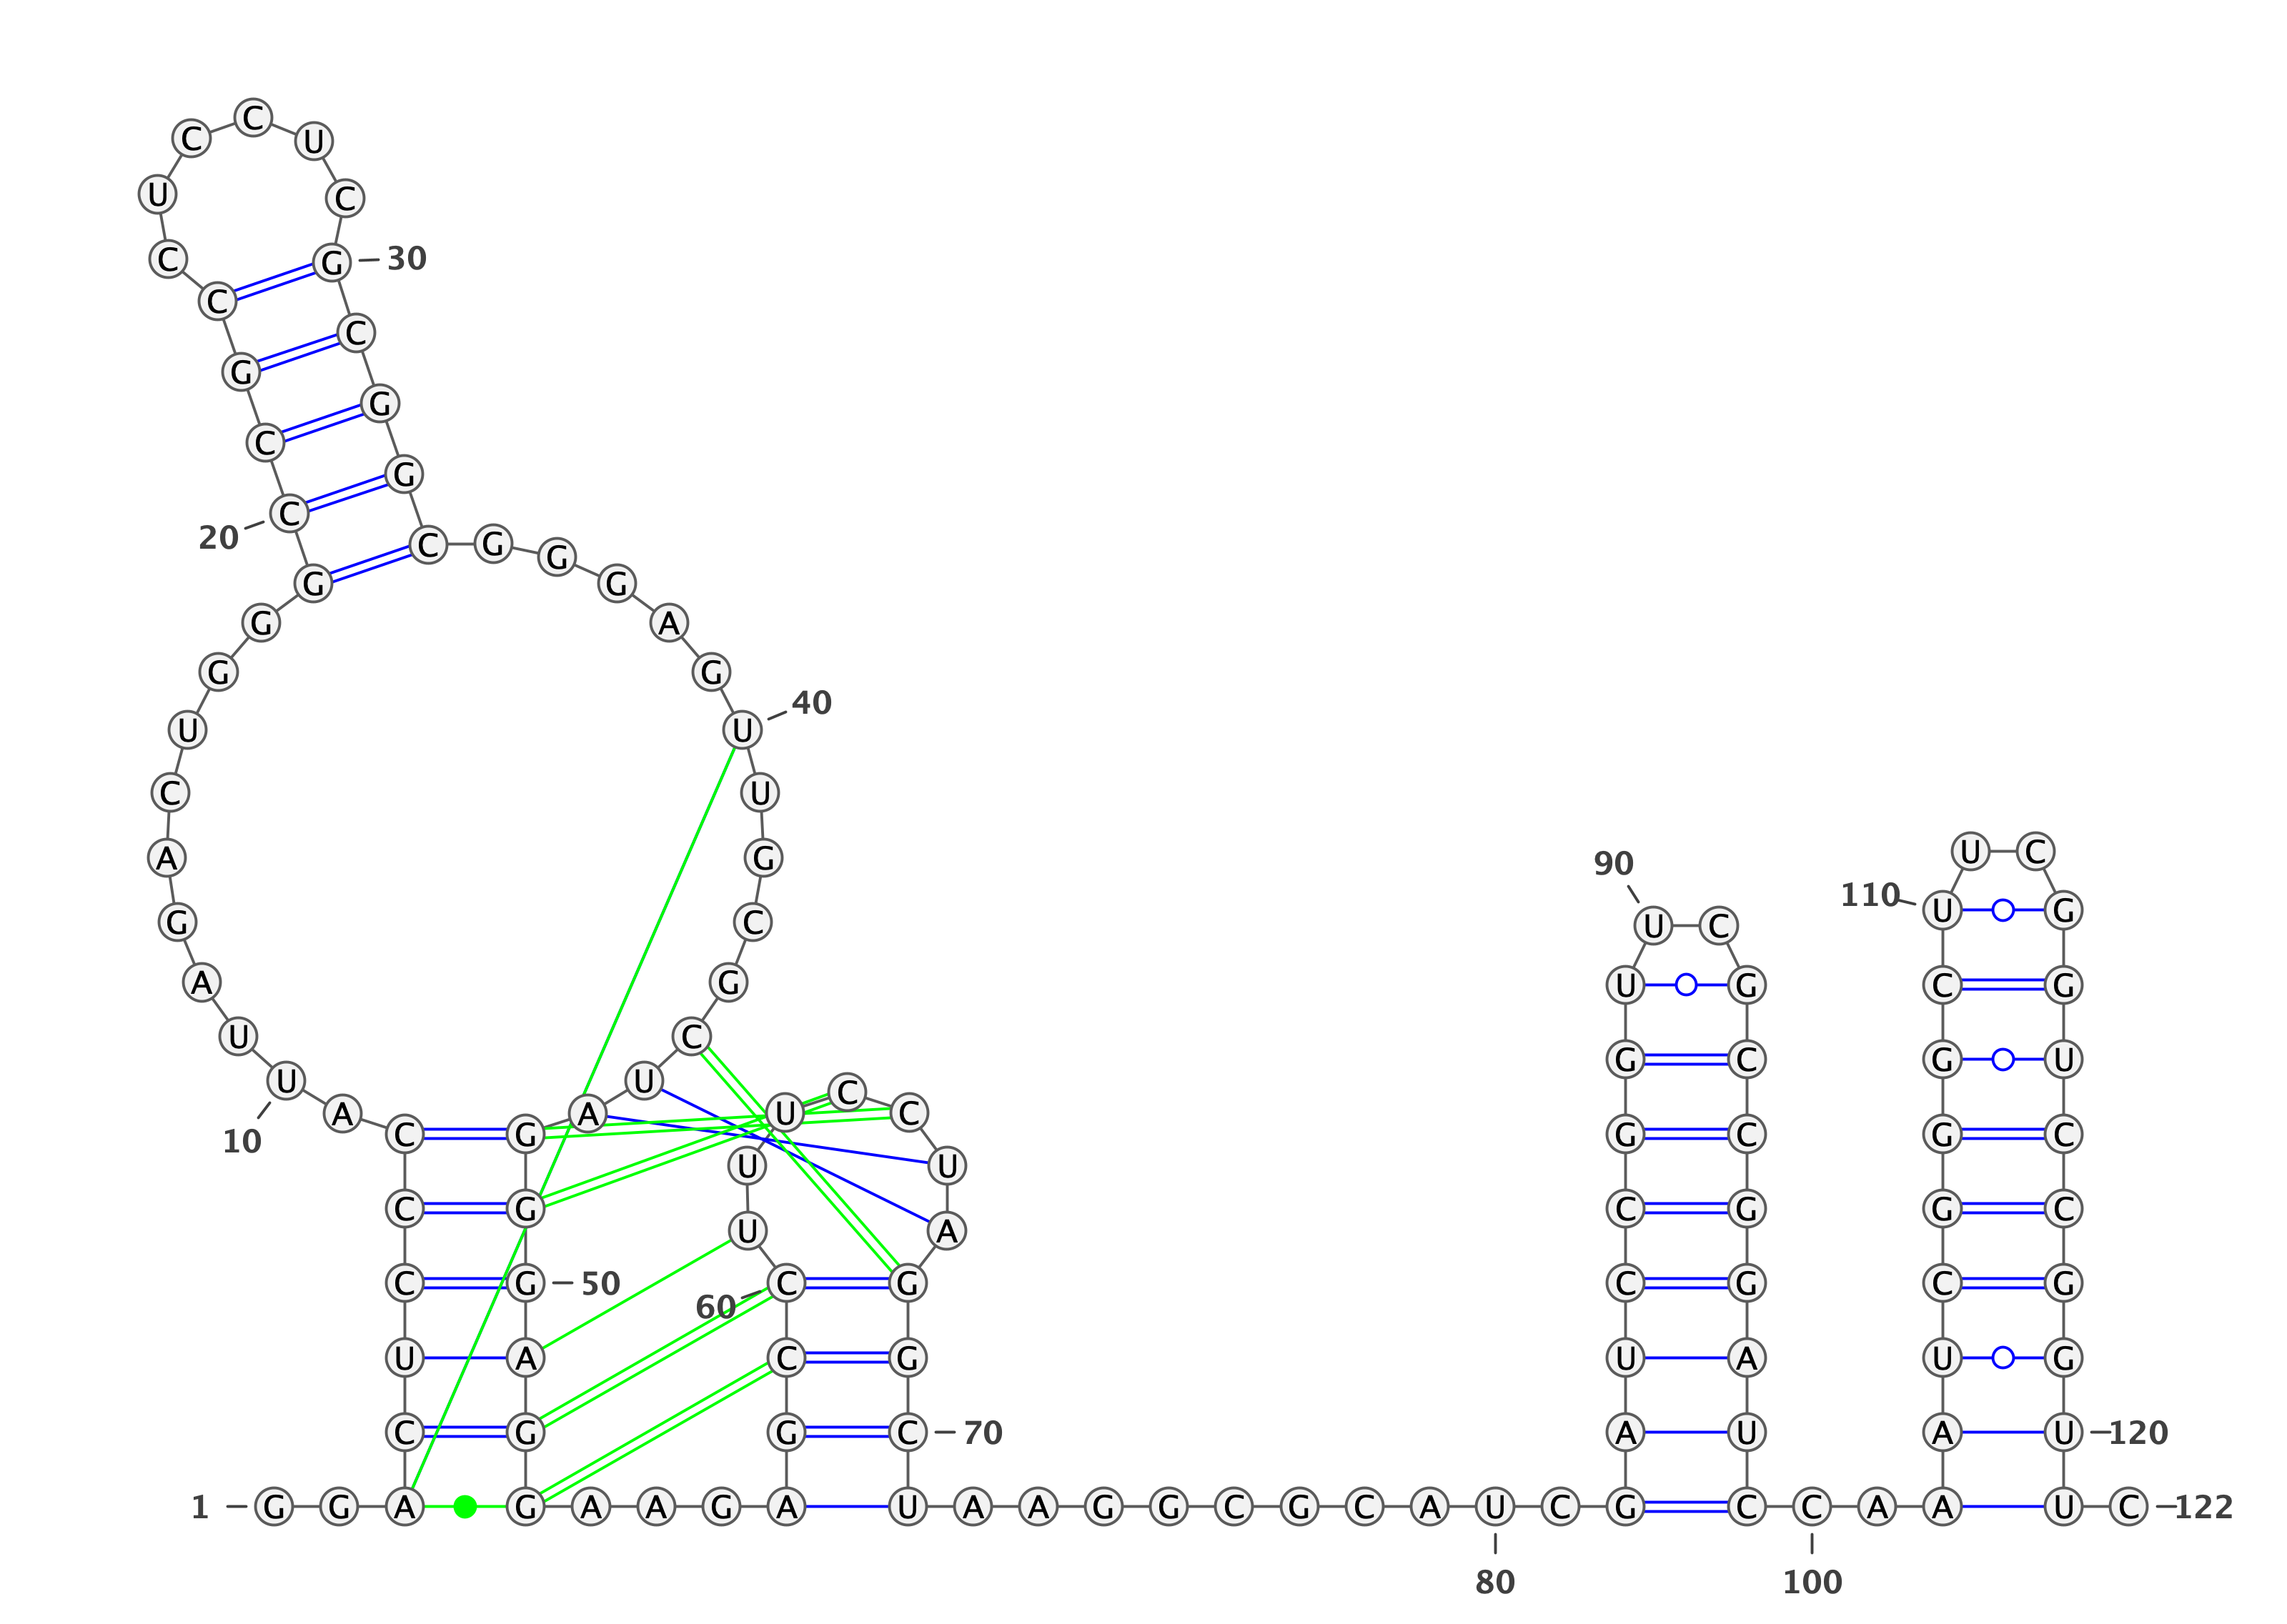 C
C U
U C
C G 30
C C
G G
C G
20 C C G G
G G
G A
G G
U U 40
C U
A G
G C
A G
U C
10 U A C G A U U C C
U U
C G U A
C G 50 60 C G
U A C G
C G G C 70
1 G G A G A A G A U A A G G C G C A U C G C C A A U C 122
90 U C
U G
G C
G C
C G
C G
U A
A U
80 100
U C
110 U G
C G
G U
G C
G C
C G
U G
A U 120